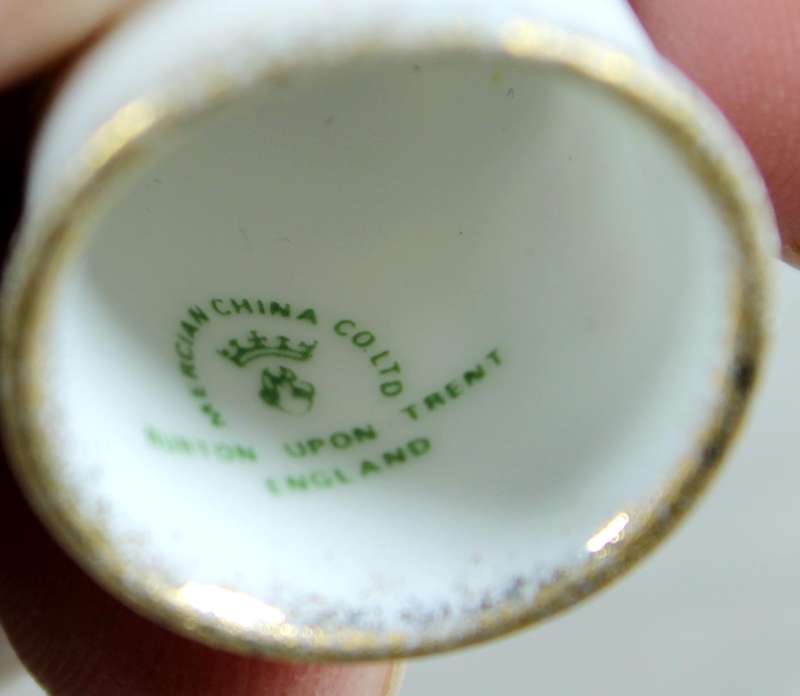 MERCIAN CHINA CO. LTD
BURTON UPON TRENT
ENGLAND